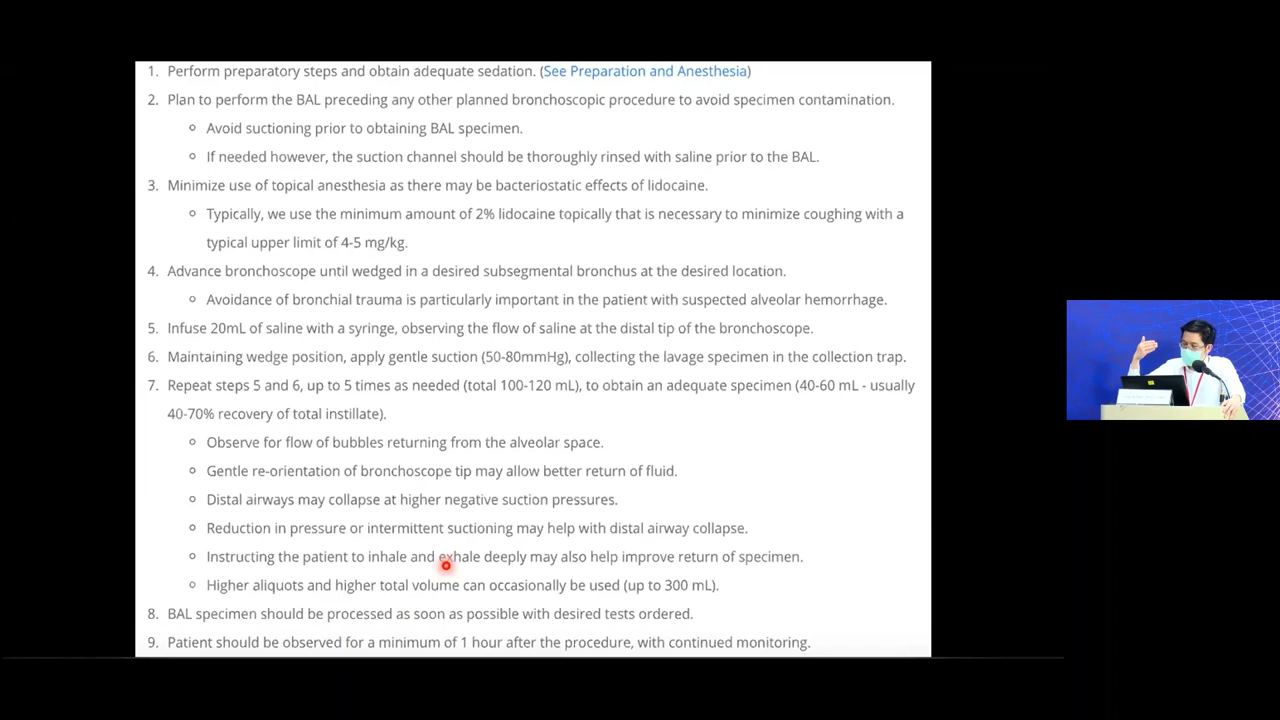 1. Perform preparatory steps and obtain adequate sedation. (See Preparation and Anesthesia)
2. Plan to perform the BAL preceding any other planned bronchoscopic procedure to avoid specimen contamination.
○ Avoid suctioning prior to obtaining BAL specimen.
○ If needed however, the suction channel should be thoroughly rinsed with saline prior to the BAL.
3. Minimize use of topical anesthesia as there may be bacteriostatic effects of lidocaine.
○ Typically, we use the minimum amount of 2% lidocaine topically that is necessary to minimize coughing with a
typical upper limit of 4-5 mg/kg.
4. Advance bronchoscope until wedged in a desired subsegmental bronchus at the desired location.
○ Avoidance of bronchial trauma is particularly important in the patient with suspected alveolar hemorrhage.
5. Infuse 20mL of saline with a syringe, observing the flow of saline at the distal tip of the bronchoscope.
6. Maintaining wedge position, apply gentle suction (50-80mmHg), collecting the lavage specimen in the collection trap.
7. Repeat steps 5 and 6, up to 5 times as needed (total 100-120 mL), to obtain an adequate specimen (40-60 mL - usually
40-70% recovery of total instillate).
○ Observe for flow of bubbles returning from the alveolar space.
○ Gentle re-orientation of bronchoscope tip may allow better return of fluid.
○ Distal airways may collapse at higher negative suction pressures.
○ Reduction in pressure or intermittent suctioning may help with distal airway collapse.
○ Instructing the patient to inhale and exhale deeply may also help improve return of specimen.
○ Higher aliquots and higher total volume can occasionally be used (up to 300 mL).
8. BAL specimen should be processed as soon as possible with desired tests ordered.
9. Patient should be observed for a minimum of 1 hour after the procedure, with continued monitoring.